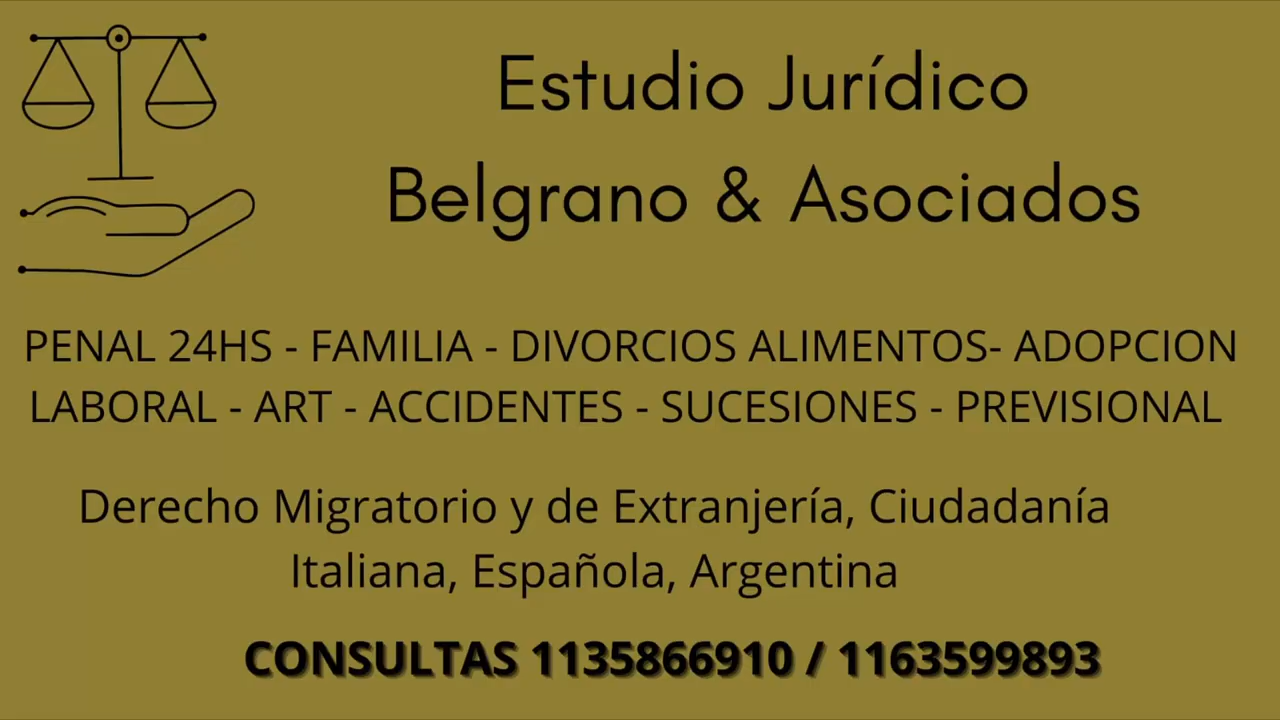 Estudio Jurídico
Belgrano & Asociados
PENAL 24HS - FAMILIA - DIVORCIOS ALIMENTOS- ADOPCION
LABORAL - ART - ACCIDENTES - SUCESIONES - PREVISIONAL
Derecho Migratorio y de Extranjería, Ciudadanía
Italiana, Española, Argentina
CONSULTAS 1135866910 / 1163599893